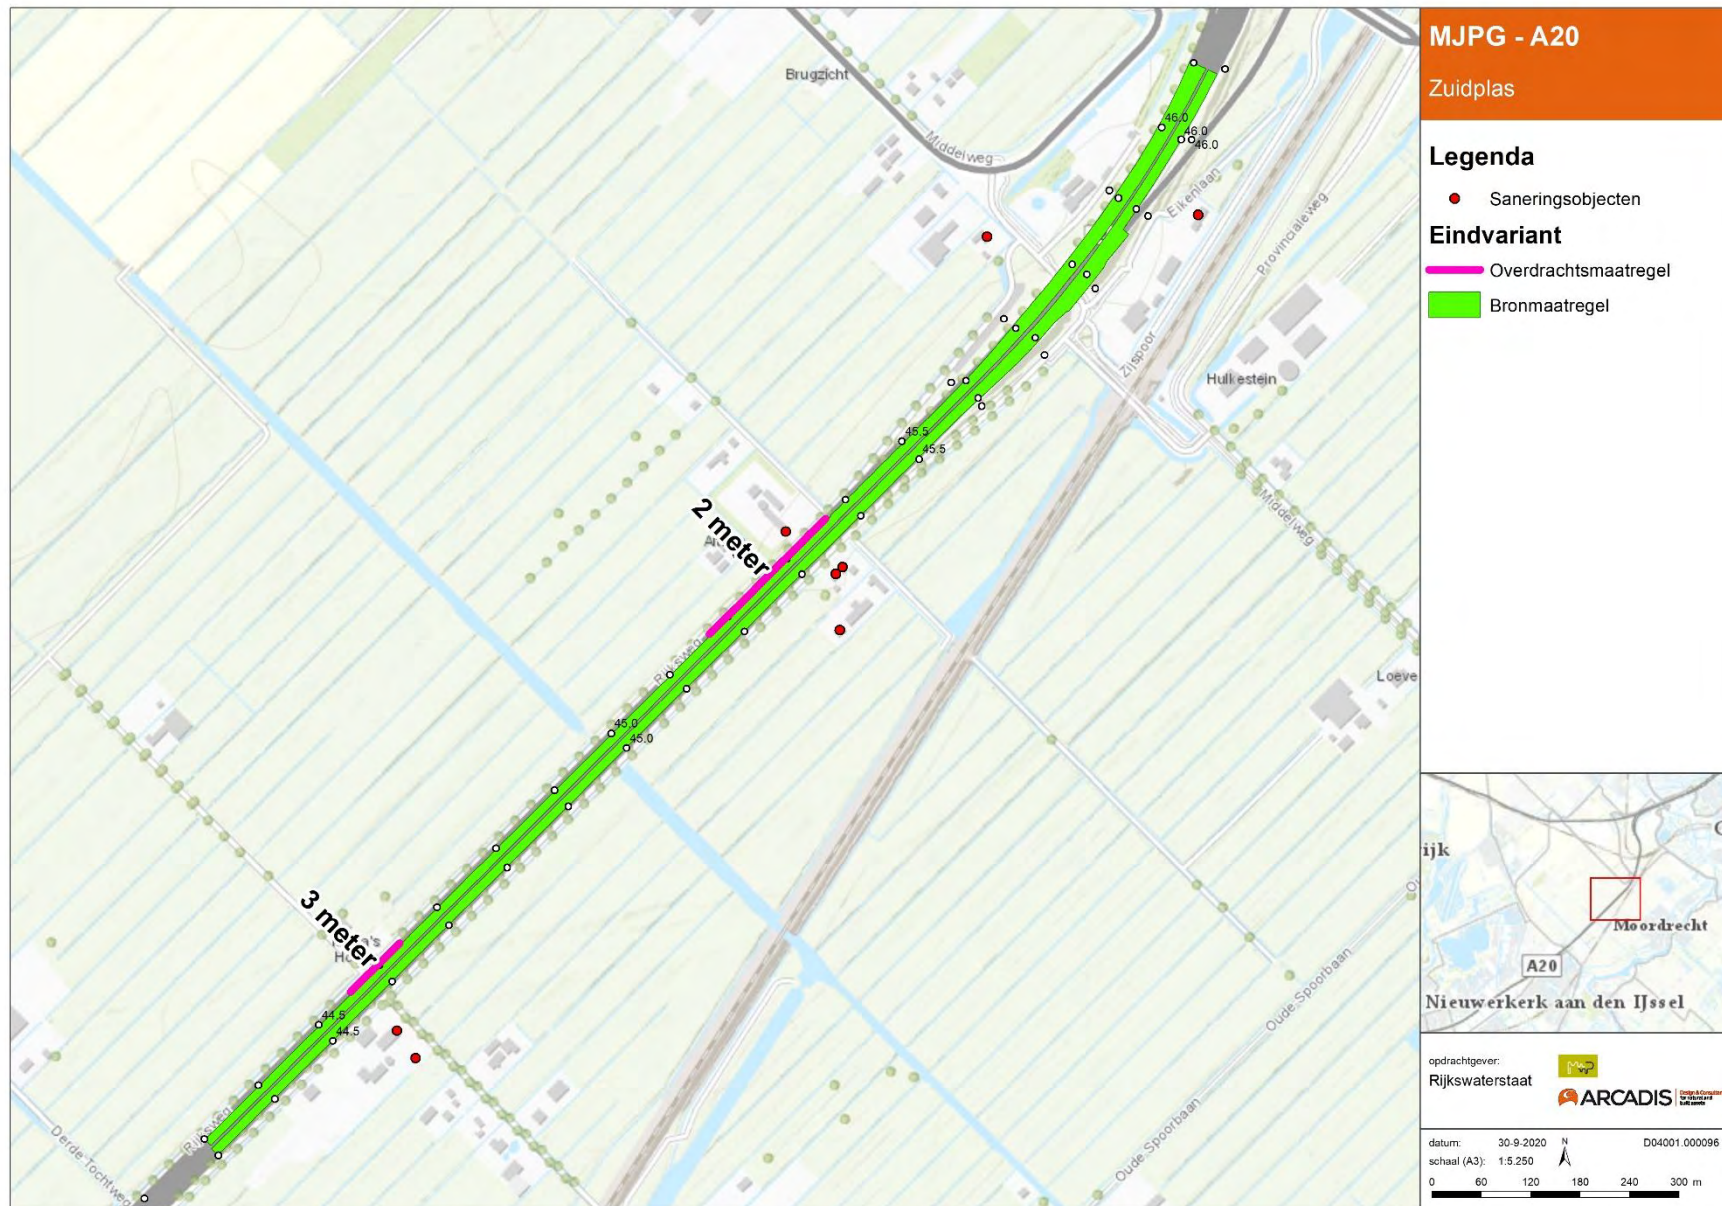 Brugzicht
Middelweg
46.0
46.0
46.0
Eikenlaan
Provincialeweg
Zijspoor
Hulkestein
45.5
45.5
2 meter
Middelweg
Rijksweg
Loeve
45.0
45.0
3 meter
44.5
44.5
Rijksweg
Derde Tochtweg
Oude Spoorbaan
Oude Spoorbaan
MJPG - A20
Zuidplas
Legenda
Saneringsobjecten
Eindvariant
Overdrachtsmaatregel
Bronmaatregel
ijk
Moordrecht
A20
Nieuwerkerk aan den IJssel
opdrachtgever:
Rijkswaterstaat
ARCADIS
datum: 30-9-2020 N D04001.000096
schaal (A3): 1:5.250
0 60 120 180 240 300 m